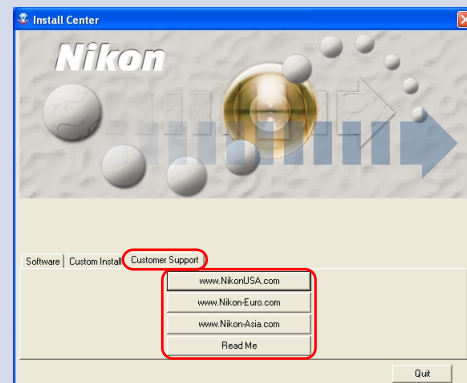 Install Center
Nikon
Software Custom Install Customer Support
www.NikonUSA.com
www.Nikon-Euro.com
www.Nikon-Asia.com
Read Me
Quit